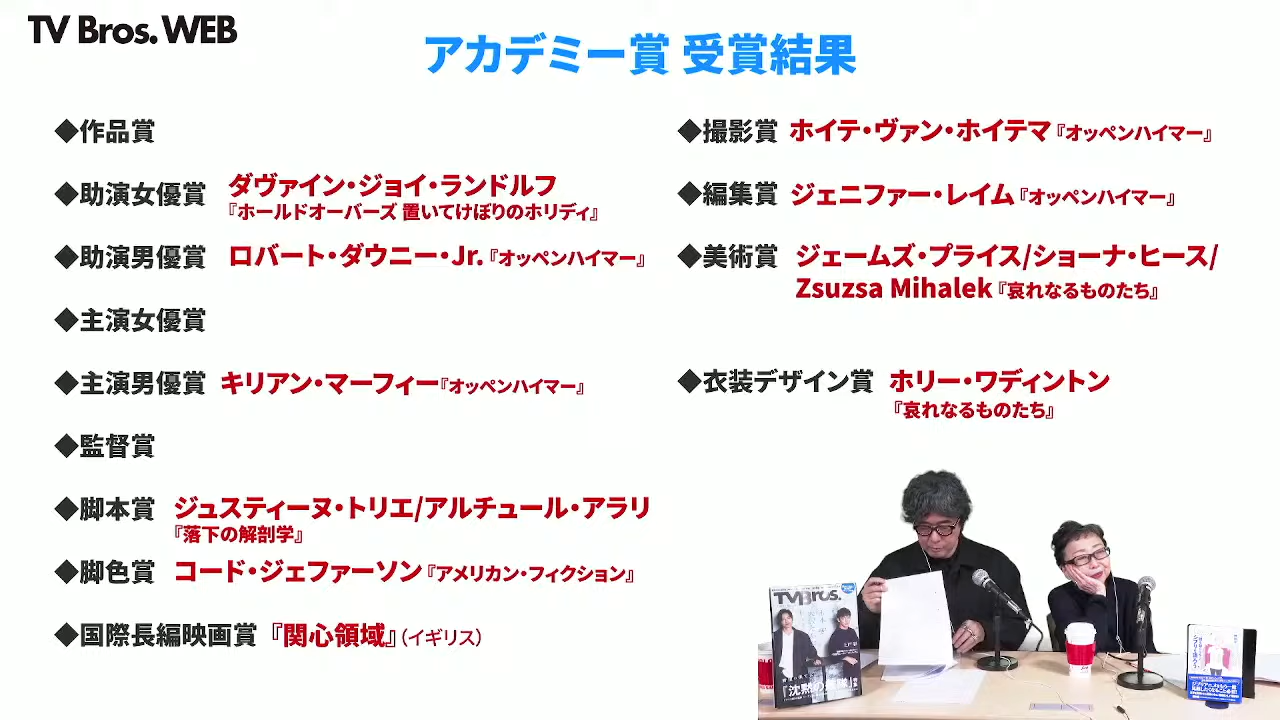 TV Bros. WEB
アカデミー賞 受賞結果
◆作品賞
◆助演女優賞 ダヴァイン・ジョイ・ランドルフ
『ホールドオーバーズ 置いてけぼりのホリディ』
◆助演男優賞 ロバート・ダウニー・Jr.『オッペンハイマー』
◆主演女優賞
◆主演男優賞 キリアン・マーフィー『オッペンハイマー』
◆監督賞
◆脚本賞 ジュスティーヌ・トリエ/アルチュール・アラリ
『落下の解剖学』
◆脚色賞 コード・ジェファーソン『アメリカン・フィクション』
◆国際長編映画賞 『関心領域』（イギリス）
◆撮影賞 ホイテ・ヴァン・ホイテマ『オッペンハイマー』
◆編集賞 ジェニファー・レイム『オッペンハイマー』
◆美術賞 ジェームズ・プライス/ショーナ・ヒース/
Zsuzsa Mihalek『哀れなるものたち』
◆衣装デザイン賞 ホリー・ワディントン
『哀れなるものたち』
TVBros.